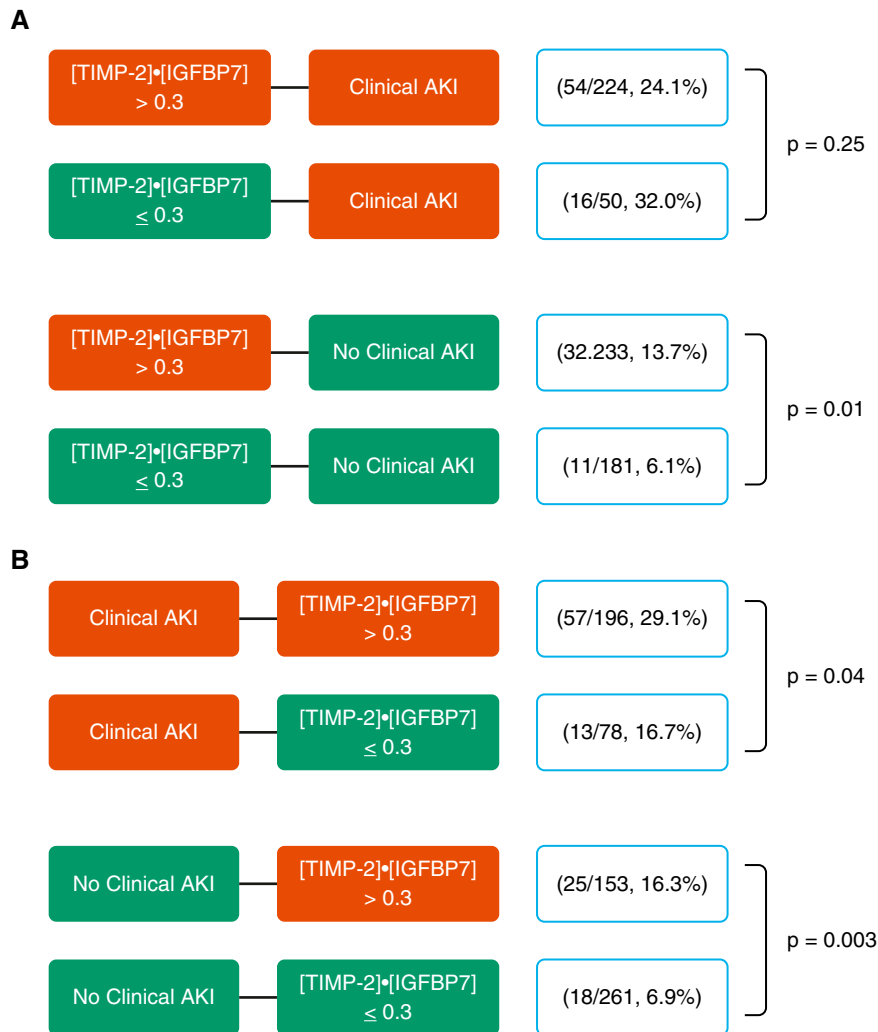 A
[TIMP-2]•[IGFBP7]
> 0.3
Clinical AKI
(54/224, 24.1%)
p = 0.25
[TIMP-2]•[IGFBP7]
≤ 0.3
Clinical AKI
(16/50, 32.0%)
[TIMP-2]•[IGFBP7]
> 0.3
No Clinical AKI
(32.233, 13.7%)
p = 0.01
[TIMP-2]•[IGFBP7]
≤ 0.3
No Clinical AKI
(11/181, 6.1%)
B
Clinical AKI
[TIMP-2]•[IGFBP7]
> 0.3
(57/196, 29.1%)
p = 0.04
Clinical AKI
[TIMP-2]•[IGFBP7]
≤ 0.3
(13/78, 16.7%)
No Clinical AKI
[TIMP-2]•[IGFBP7]
> 0.3
(25/153, 16.3%)
p = 0.003
No Clinical AKI
[TIMP-2]•[IGFBP7]
≤ 0.3
(18/261, 6.9%)